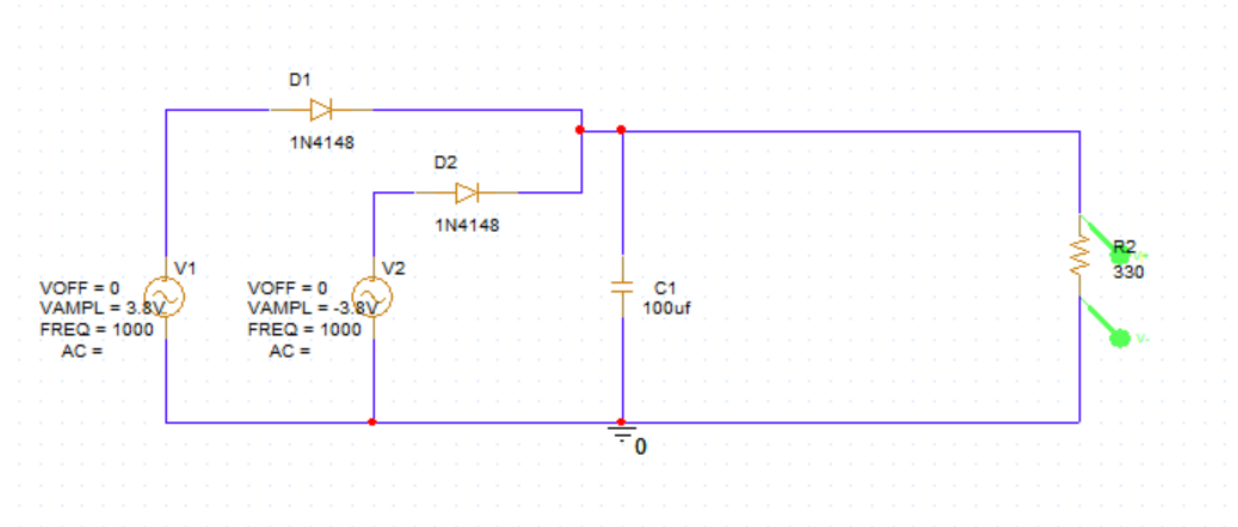 D1
1N4148
D2
1N4148
V1
VOFF = 0
VAMPL = 3.8V
FREQ = 1000
AC =
V2
VOFF = 0
VAMPL = -3.8V
FREQ = 1000
AC =
C1
100uf
R2
330
V+
V-
0